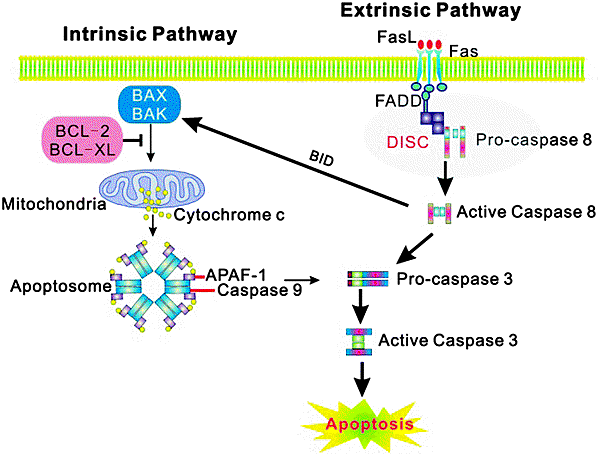 Intrinsic Pathway
Extrinsic Pathway
FasL
Fas
BAX
BAK
BCL-2
BCL-XL
FADD
DISC
Pro-caspase 8
BID
Mitochondria
Cytochrome c
Active Caspase 8
Apoptosome
APAF-1
Caspase 9
Pro-caspase 3
Active Caspase 3
Apoptosis